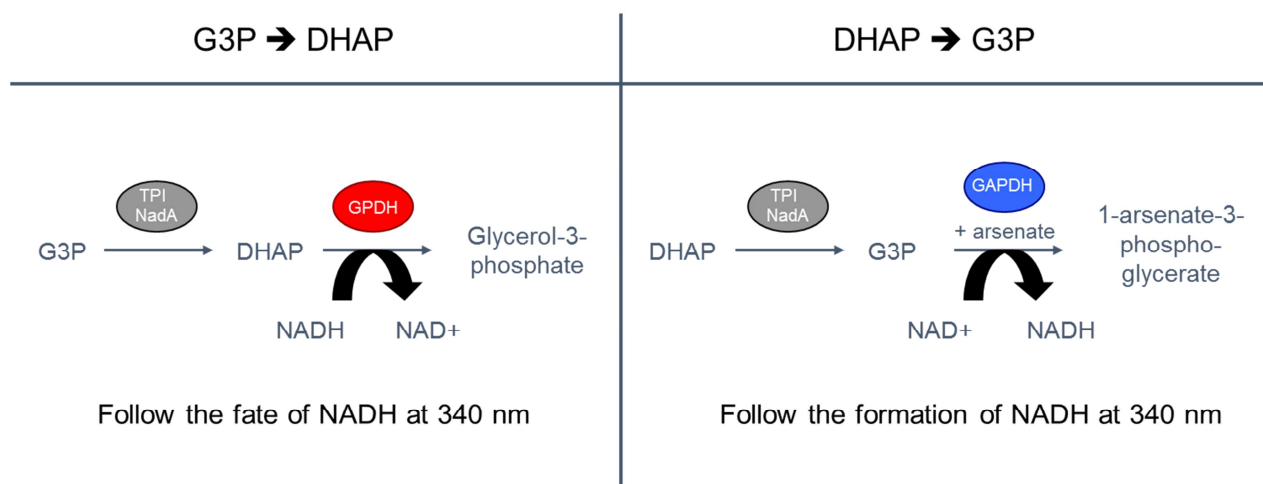 G3P ➔ DHAP
DHAP ➔ G3P
TPI
NadA
GPDH
G3P
DHAP
Glycerol-3-
phosphate
NADH
NAD+
Follow the fate of NADH at 340 nm
TPI
NadA
GAPDH
+ arsenate
DHAP
G3P
1-arsenate-3-
phospho-
glycerate
NAD+
NADH
Follow the formation of NADH at 340 nm